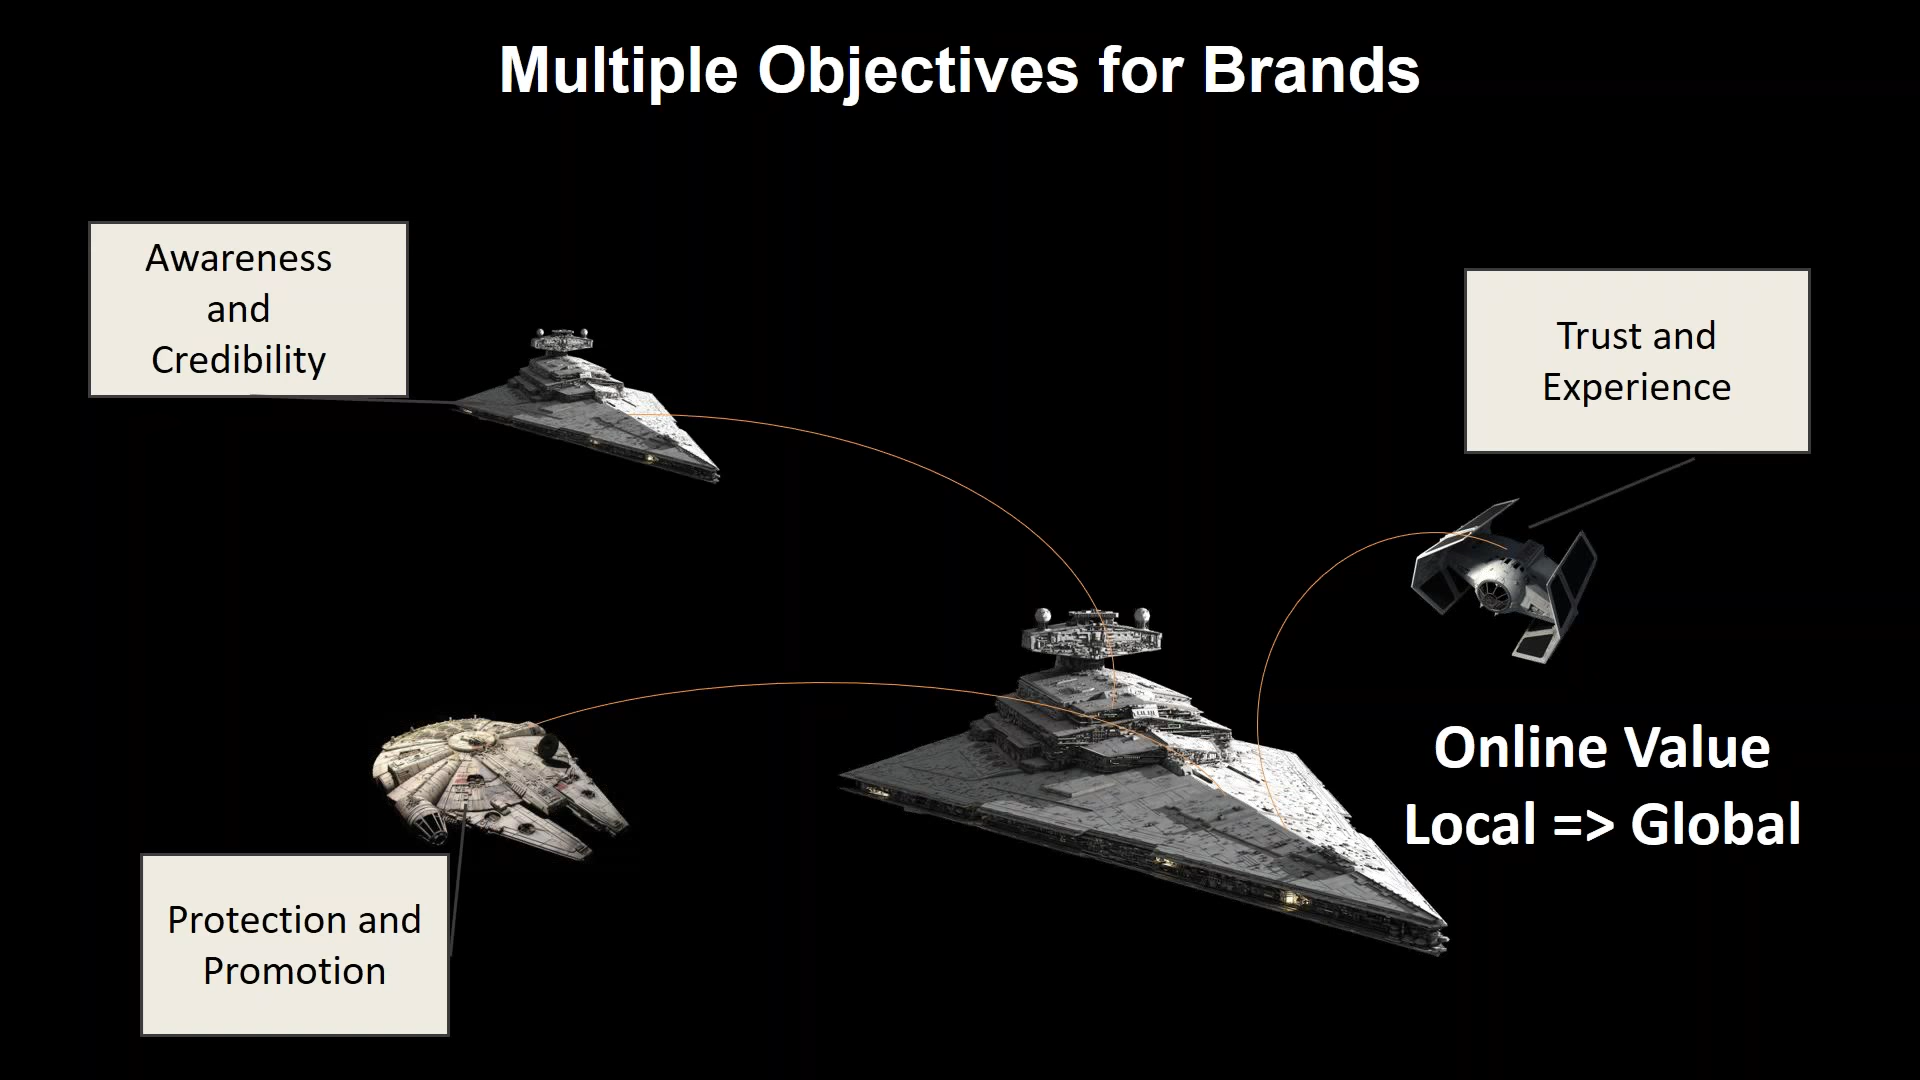 Multiple Objectives for Brands
Awareness
and
Credibility
Trust and
Experience
Online Value
Local => Global
Protection and
Promotion